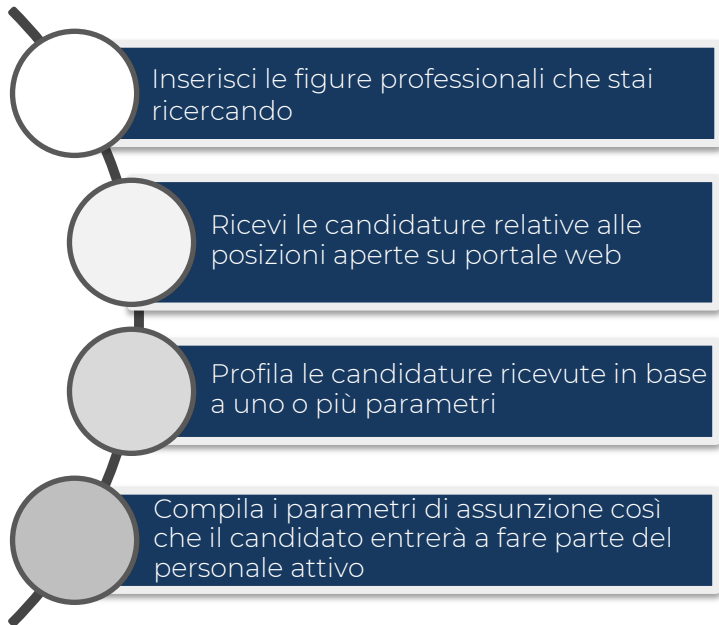 Inserisci le figure professionali che stai
ricercando
Ricevi le candidature relative alle
posizioni aperte su portale web
Profila le candidature ricevute in base
a uno o più parametri
Compila i parametri di assunzione così
che il candidato entrerà a fare parte del
personale attivo